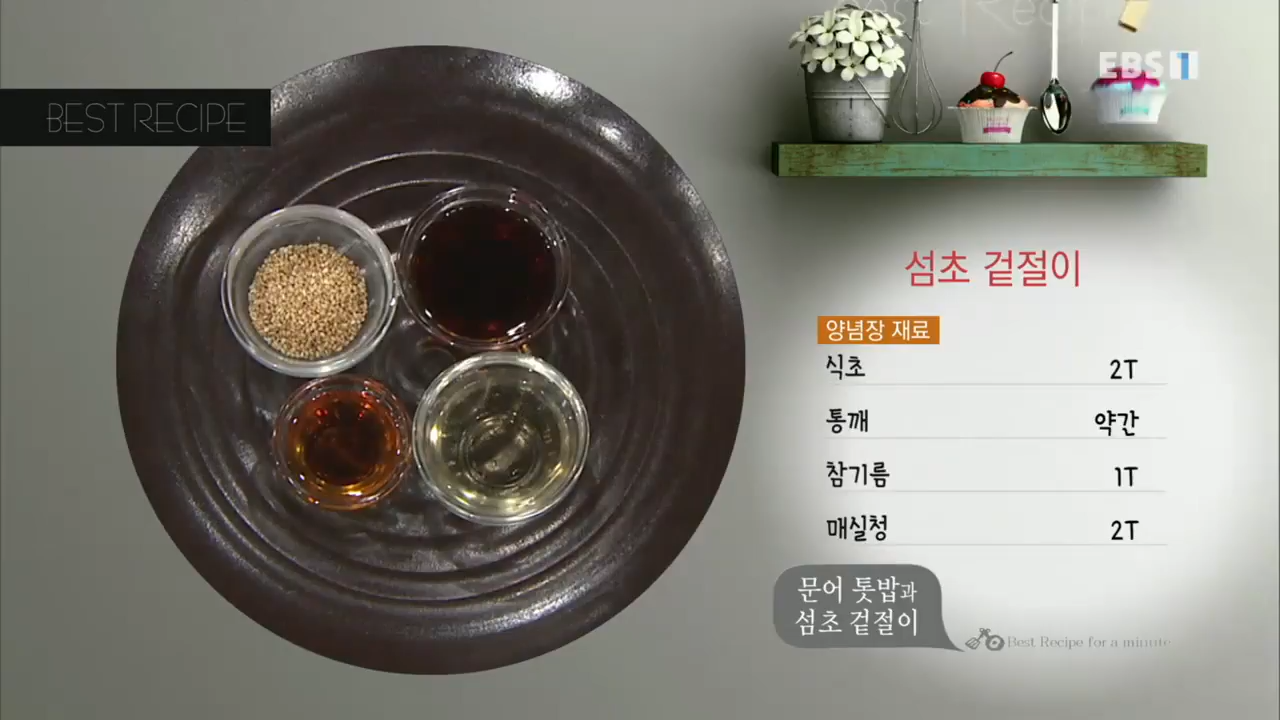 BEST RECIPE
EBS 1
섬초 겉절이
양념장 재료
식초 2T
통깨 약간
참기름 1T
매실청 2T
문어 톳밥과
섬초 겉절이
Best Recipe for a minute